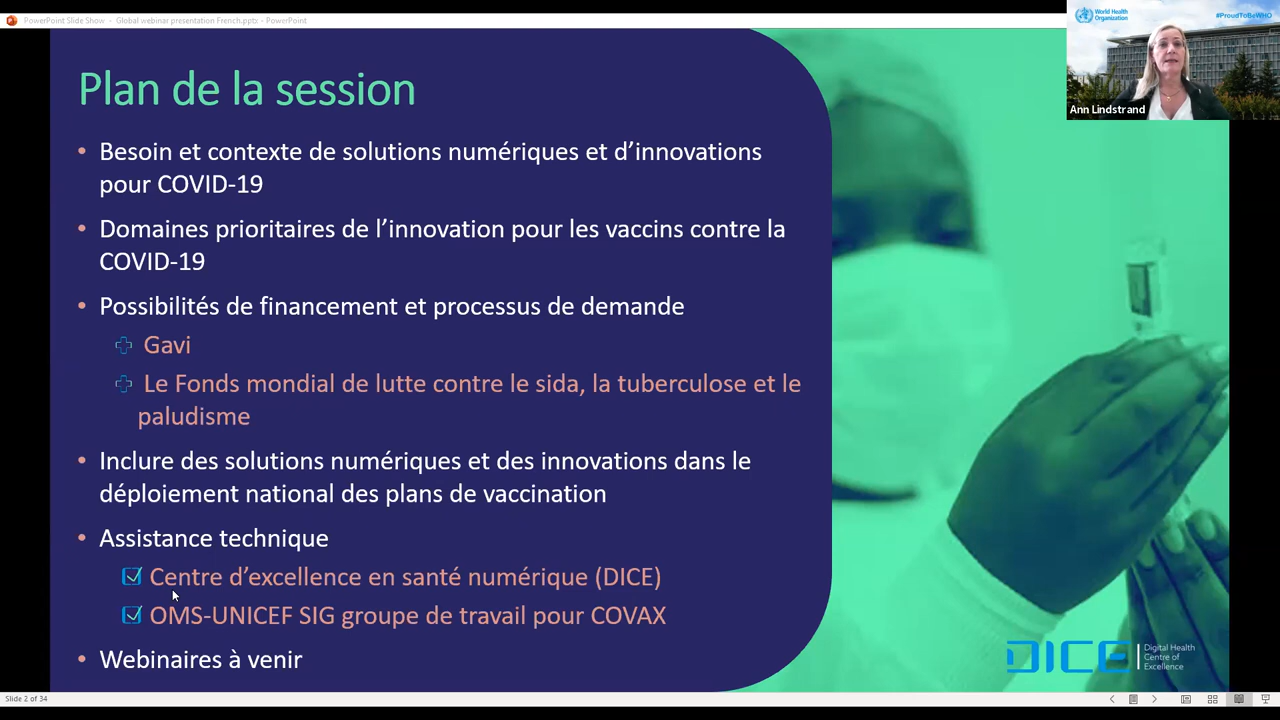 PowerPoint Slide Show - Global webinar presentation French.pptx - PowerPoint
World Health
Organization
#ProudToBeWHO
Ann Lindstrand
Plan de la session
• Besoin et contexte de solutions numériques et d’innovations
pour COVID-19
• Domaines prioritaires de l’innovation pour les vaccins contre la
COVID-19
• Possibilités de financement et processus de demande
Gavi
Le Fonds mondial de lutte contre le sida, la tuberculose et le
paludisme
• Inclure des solutions numériques et des innovations dans le
déploiement national des plans de vaccination
• Assistance technique
Centre d’excellence en santé numérique (DICE)
OMS-UNICEF SIG groupe de travail pour COVAX
• Webinaires à venir
DICE
Digital Health
Centre of
Excellence
Slide 2 of 34